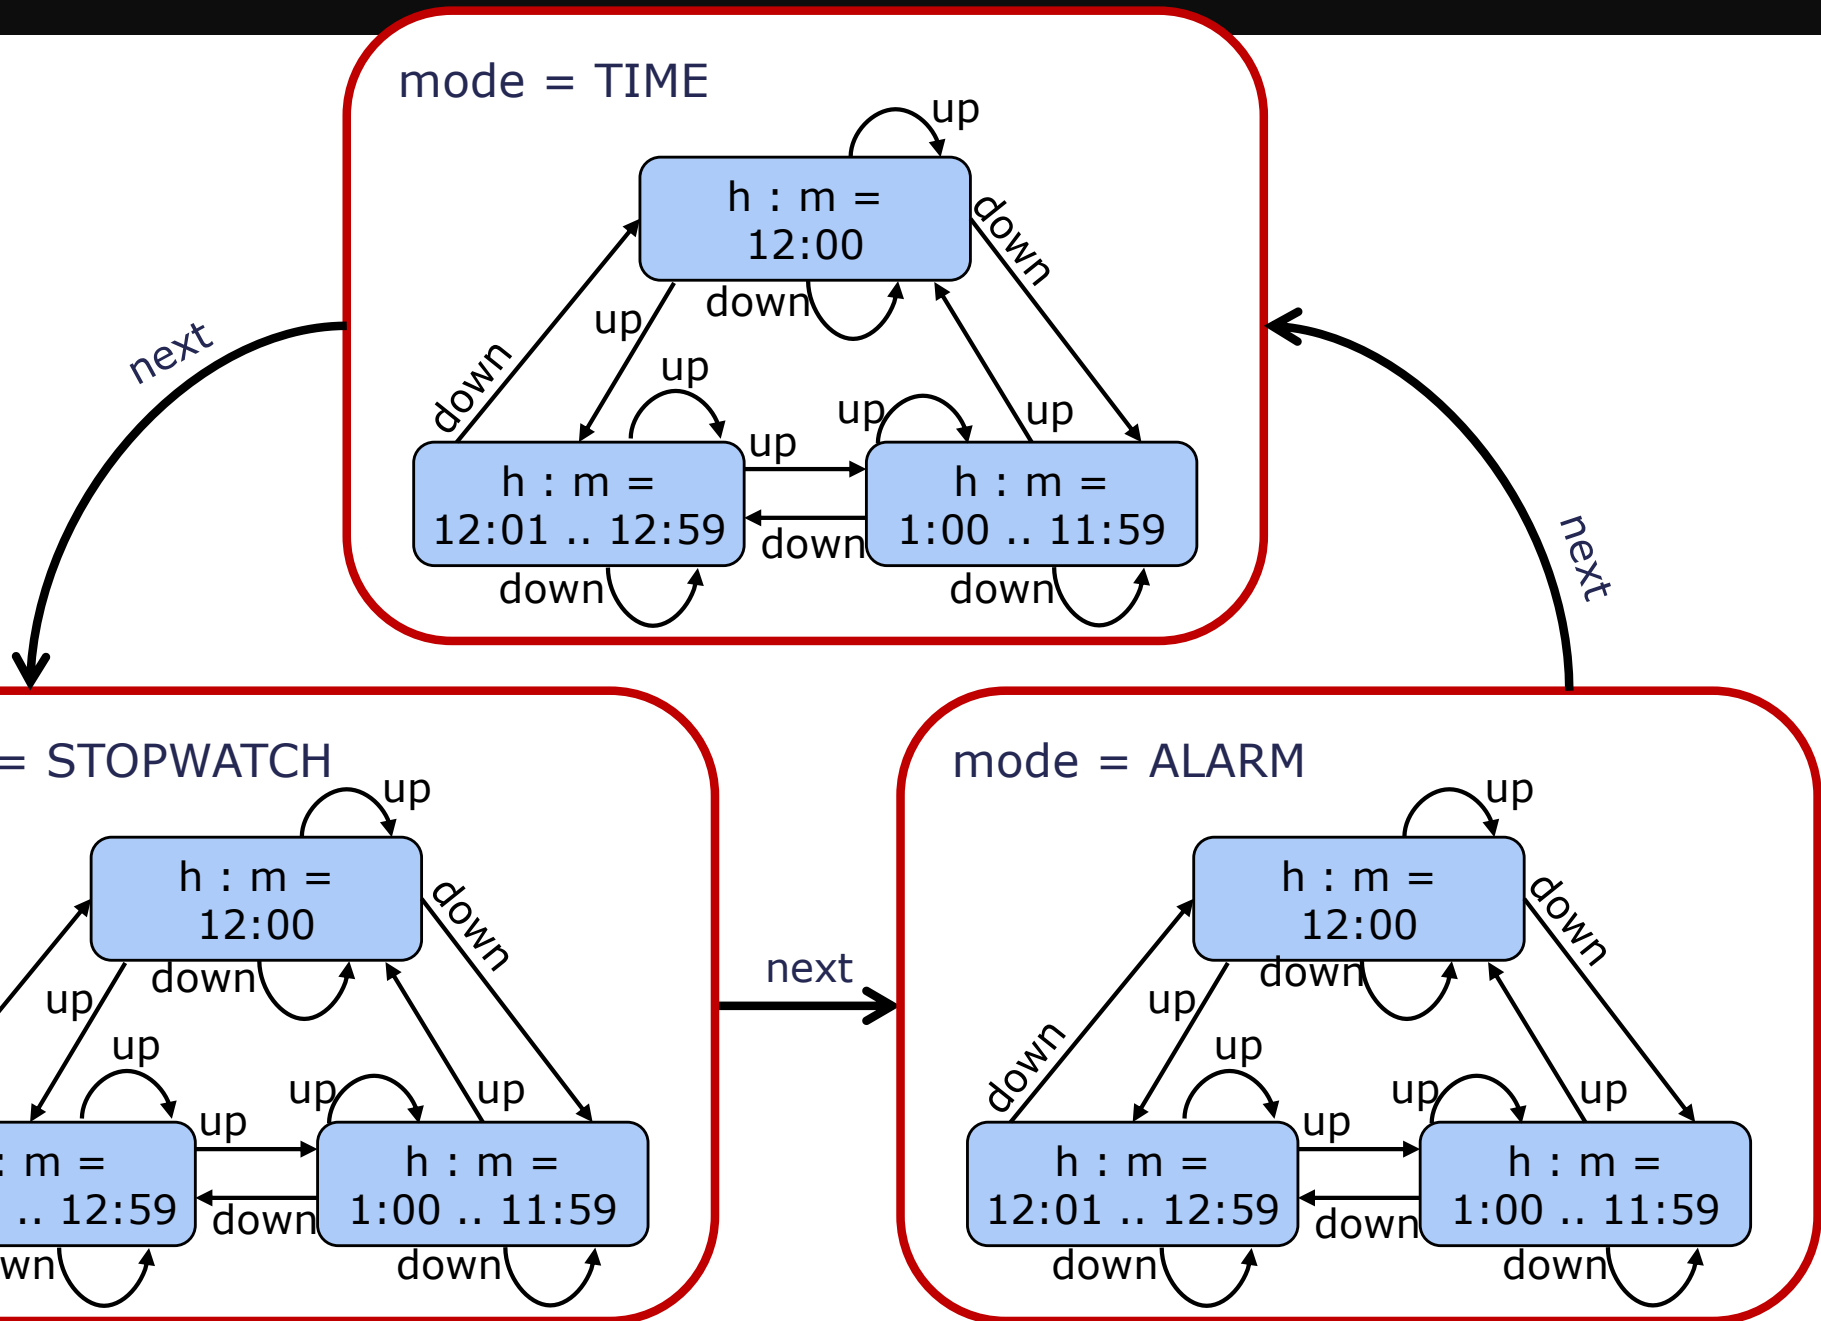 mode = TIME
up
h : m =
12:00
down
down
up
down
up
up
up
up
h : m =
12:01 .. 12:59
h : m =
1:00 .. 11:59
down
down
down
next
next
= STOPWATCH
up
h : m =
12:00
down
down
up
up
up
up
up
: m =
.. 12:59
h : m =
1:00 .. 11:59
down
wn
down
next
mode = ALARM
up
h : m =
12:00
down
down
up
down
up
up
up
up
h : m =
12:01 .. 12:59
h : m =
1:00 .. 11:59
down
down
down